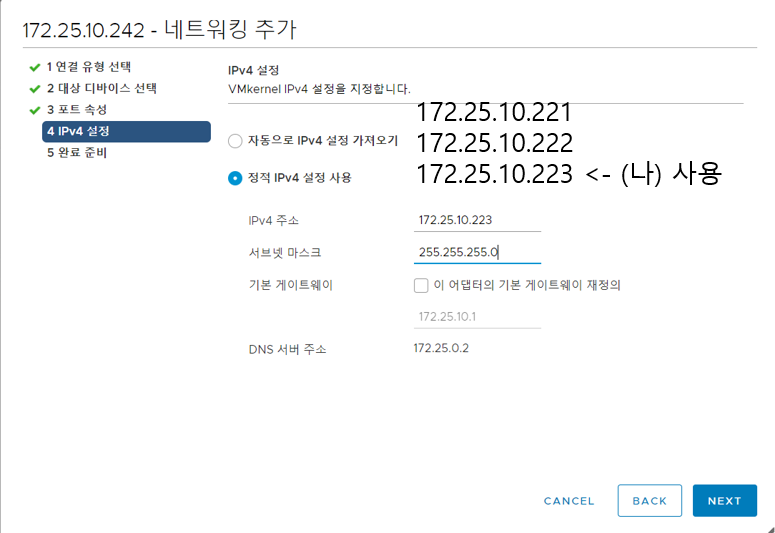 172.25.10.242 - 네트워킹 추가
1 연결 유형 선택
2 대상 디바이스 선택
3 포트 속성
4 IPv4 설정
5 완료 준비
IPv4 설정
VMkernel IPv4 설정을 지정합니다.
172.25.10.221
자동으로 IPv4 설정 가져오기 172.25.10.222
정적 IPv4 설정 사용 172.25.10.223 <- (나) 사용
IPv4 주소 172.25.10.223
서브넷 마스크 255.255.255.0
기본 게이트웨이 이 어댑터의 기본 게이트웨이 재정의
172.25.10.1
DNS 서버 주소 172.25.0.2
CANCEL BACK NEXT